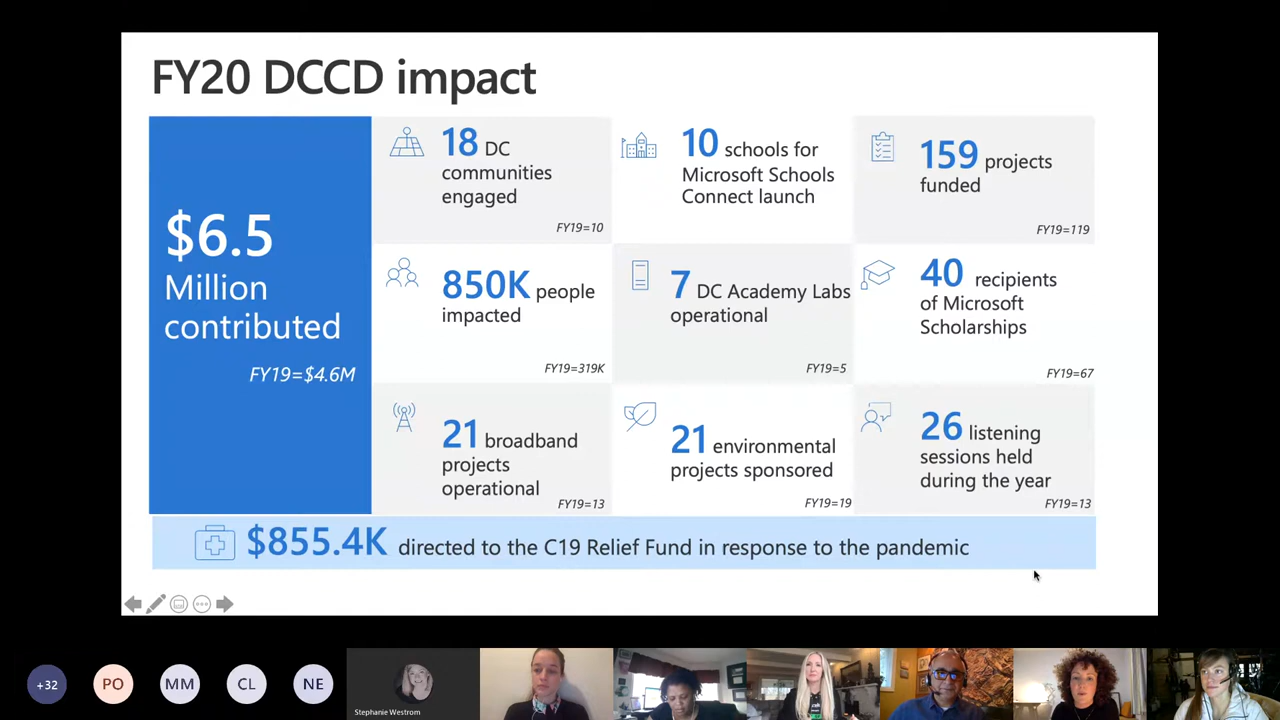 FY20 DCCD impact
$6.5
Million
contributed
FY19=$4.6M
18 DC
communities
engaged
FY19=10
10 schools for
Microsoft Schools
Connect launch
159 projects
funded
FY19=119
850K people
impacted
FY19=319K
7 DC Academy Labs
operational
FY19=5
40 recipients
of Microsoft
Scholarships
FY19=67
21 broadband
projects
operational
FY19=13
21 environmental
projects sponsored
FY19=19
26 listening
sessions held
during the year
FY19=13
$855.4K directed to the C19 Relief Fund in response to the pandemic
+32
PO
MM
CL
NE
Stephanie Westrom